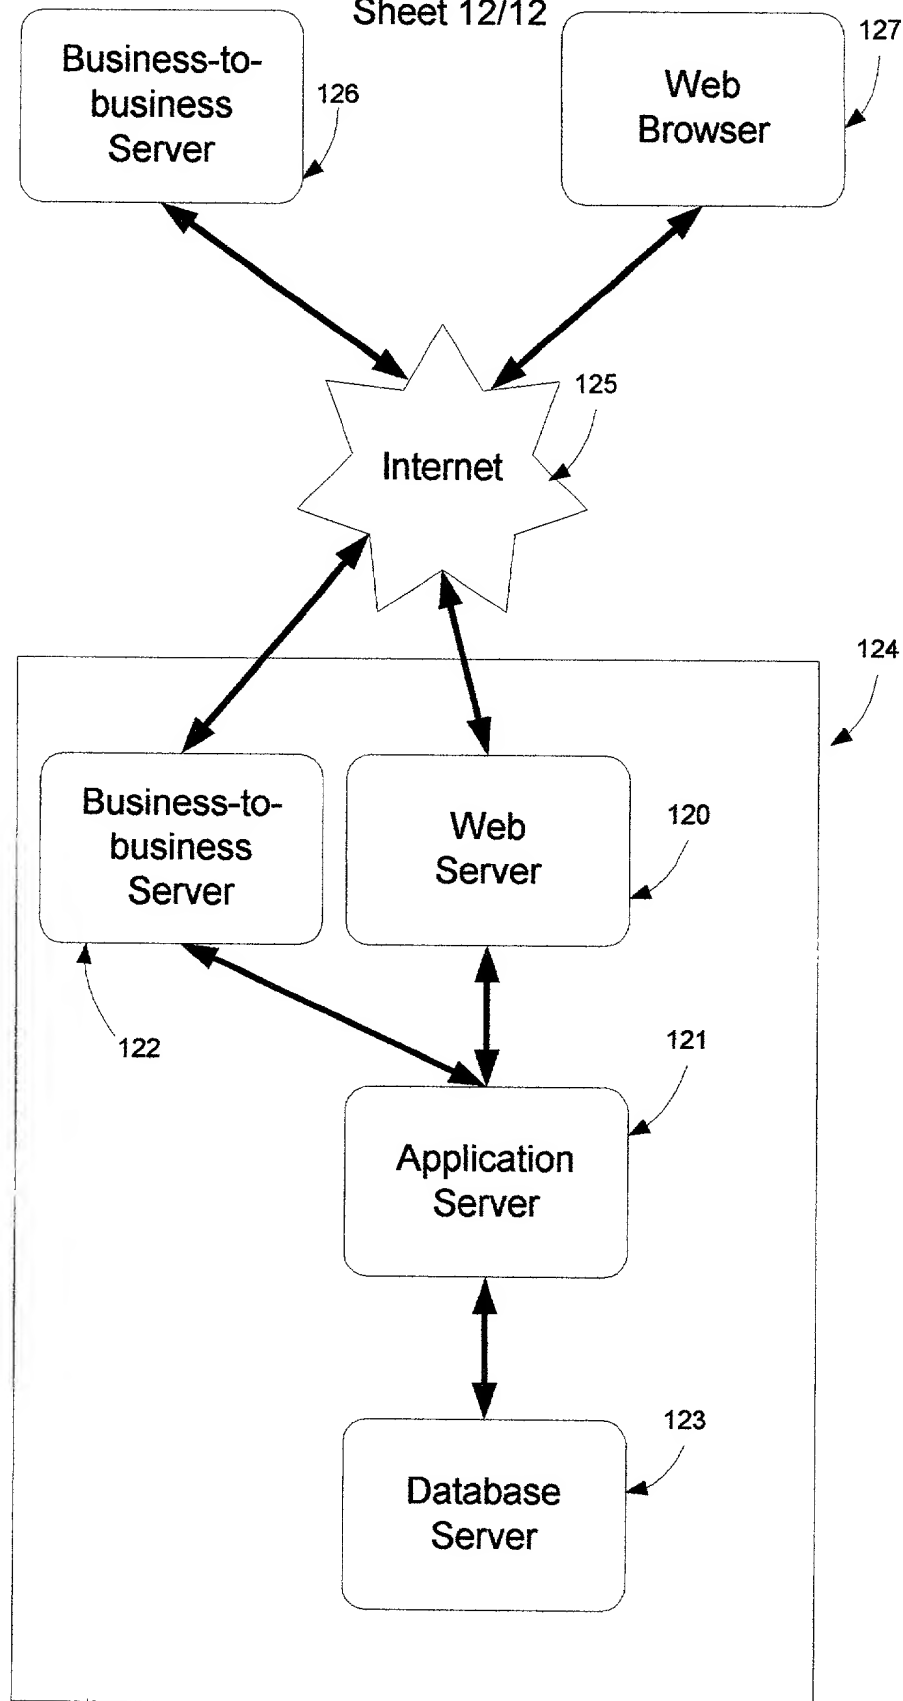 Sheet 12/12
Business-to-
business
Server
126
Web
Browser
127
Internet
125
124
Business-to-
business
Server
122
Web
Server
120
Application
Server
121
Database
Server
123